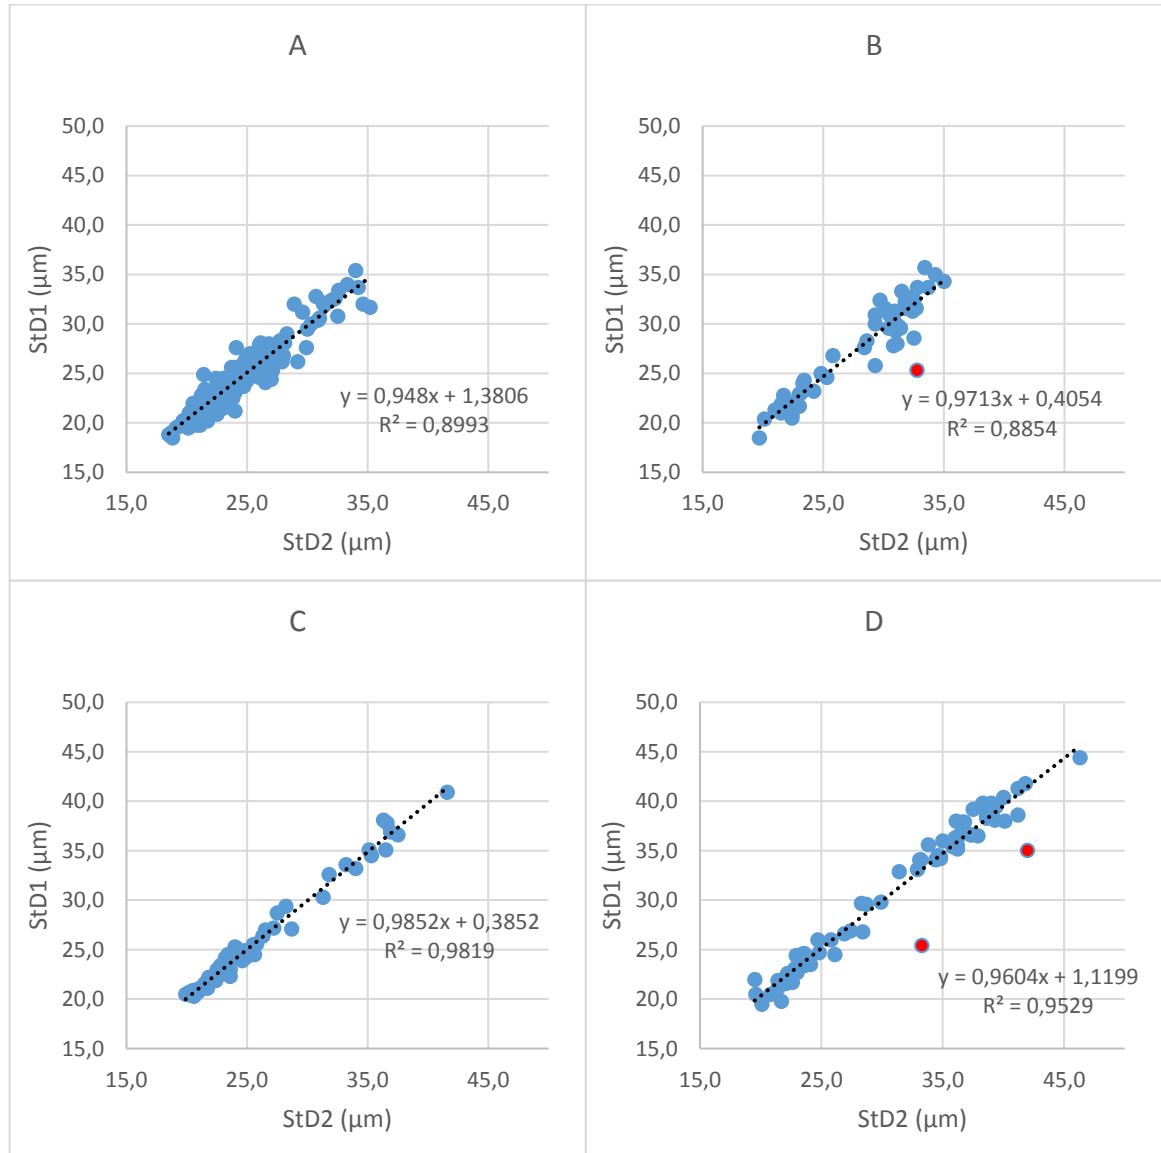 A
50,0
45,0
40,0
35,0
30,0
25,0
20,0
15,0
StD1 (µm)
y = 0,948x + 1,3806
R² = 0,8993
15,0 25,0 35,0 45,0
StD2 (µm)
B
50,0
45,0
40,0
35,0
30,0
25,0
20,0
15,0
StD1 (µm)
y = 0,9713x + 0,4054
R² = 0,8854
15,0 25,0 35,0 45,0
StD2 (µm)
C
50,0
45,0
40,0
35,0
30,0
25,0
20,0
15,0
StD1 (µm)
y = 0,9852x + 0,3852
R² = 0,9819
15,0 25,0 35,0 45,0
StD2 (µm)
D
50,0
45,0
40,0
35,0
30,0
25,0
20,0
15,0
StD1 (µm)
y = 0,9604x + 1,1199
R² = 0,9529
15,0 25,0 35,0 45,0
StD2 (µm)